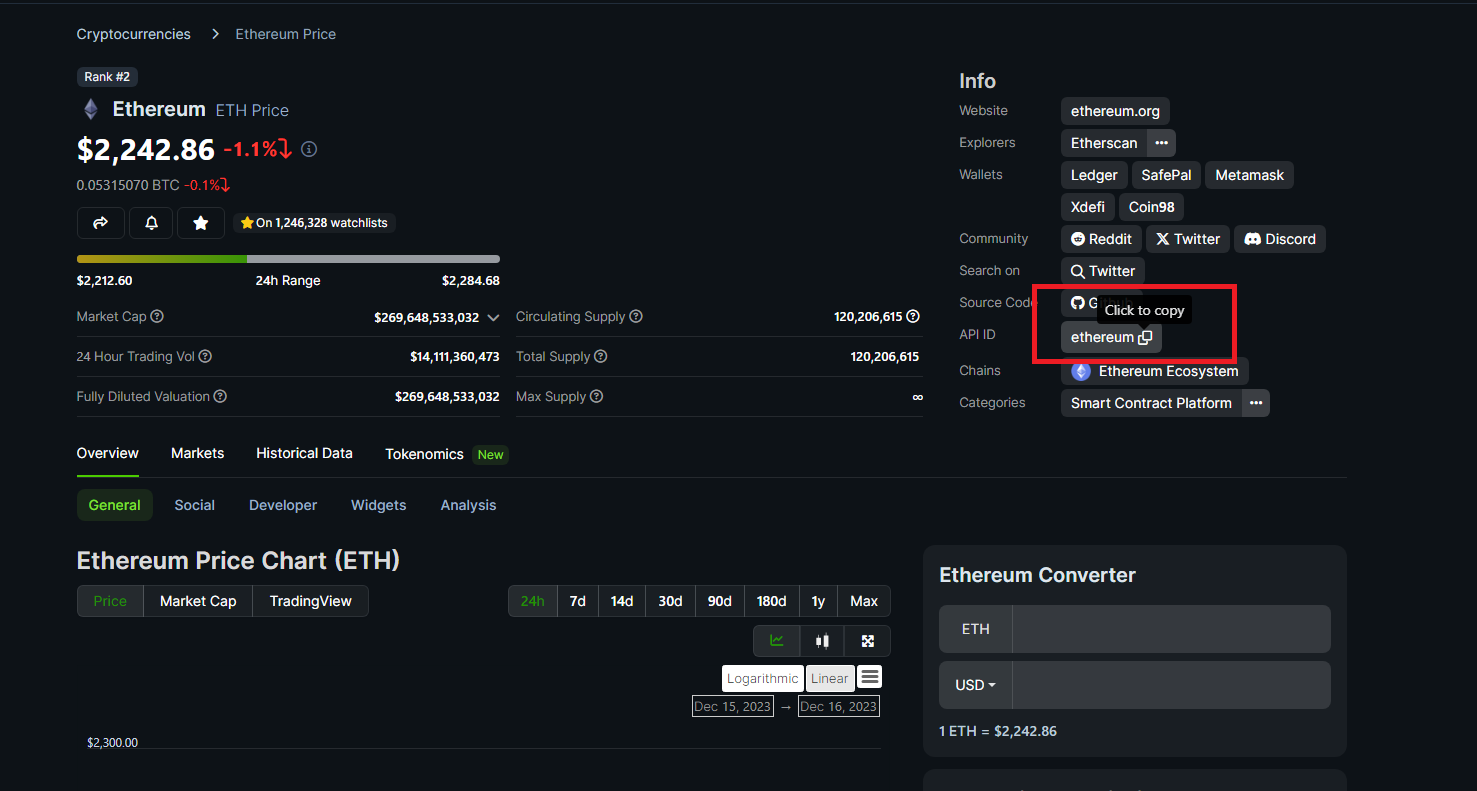 Cryptocurrencies > Ethereum Price
Rank #2
Ethereum ETH Price
$2,242.86 -1.1%
0.05315070 BTC -0.1%
On 1,246,328 watchlists
$2,212.60 24h Range $2,284.68
Market Cap $269,648,533,032
Circulating Supply 120,206,615
24 Hour Trading Vol $14,111,360,473
Total Supply 120,206,615
Fully Diluted Valuation $269,648,533,032
Max Supply ∞
Info
Website ethereum.org
Explorers Etherscan •••
Wallets Ledger SafePal Metamask
Xdefi Coin98
Community Reddit Twitter Discord
Search on Twitter
Source Code
Click to copy
API ID ethereum
Chains Ethereum Ecosystem
Categories Smart Contract Platform •••
Overview Markets Historical Data Tokenomics New
General Social Developer Widgets Analysis
Ethereum Price Chart (ETH)
Price Market Cap TradingView
24h 7d 14d 30d 90d 180d 1y Max
Logarithmic Linear
Dec 15, 2023 → Dec 16, 2023
$2,300.00
Ethereum Converter
ETH
USD
1 ETH = $2,242.86